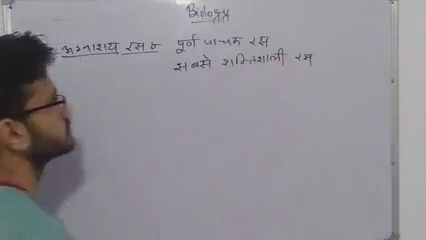 Biology
अग्नाशय रस :- पूर्ण पाचक रस
सबसे शक्तिशाली रस